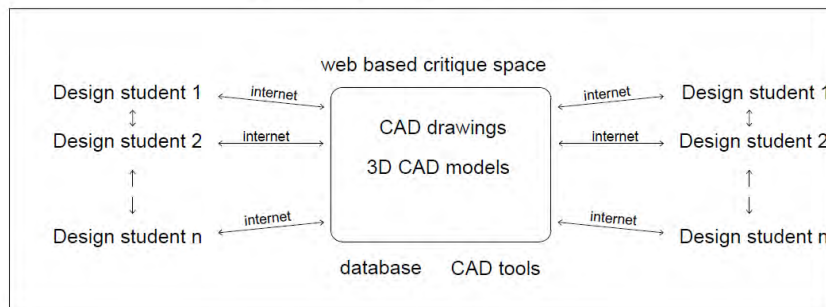 web based critique space
Design student 1 internet internet Design student 1
CAD drawings
Design student 2 internet internet Design student 2
3D CAD models
Design student n internet internet Design student n
database CAD tools